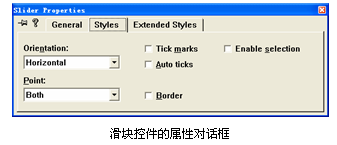 Slider Properties
General Styles Extended Styles
Orientation: Tick marks Enable selection
Horizontal Auto ticks
Point:
Both Border
滑块控件的属性对话框